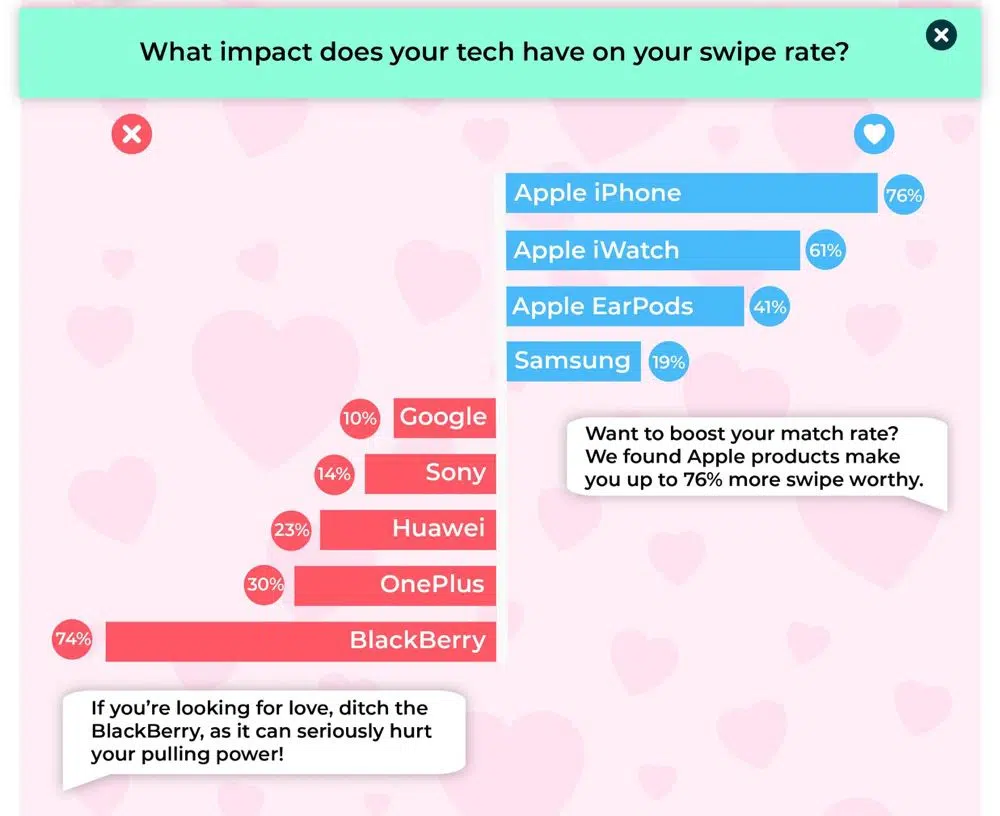 What impact does your tech have on your swipe rate?
Apple iPhone 76%
Apple iWatch 61%
Apple EarPods 41%
Samsung 19%
10% Google
14% Sony
23% Huawei
30% OnePlus
74% BlackBerry
Want to boost your match rate?
We found Apple products make
you up to 76% more swipe worthy.
If you’re looking for love, ditch the
BlackBerry, as it can seriously hurt
your pulling power!